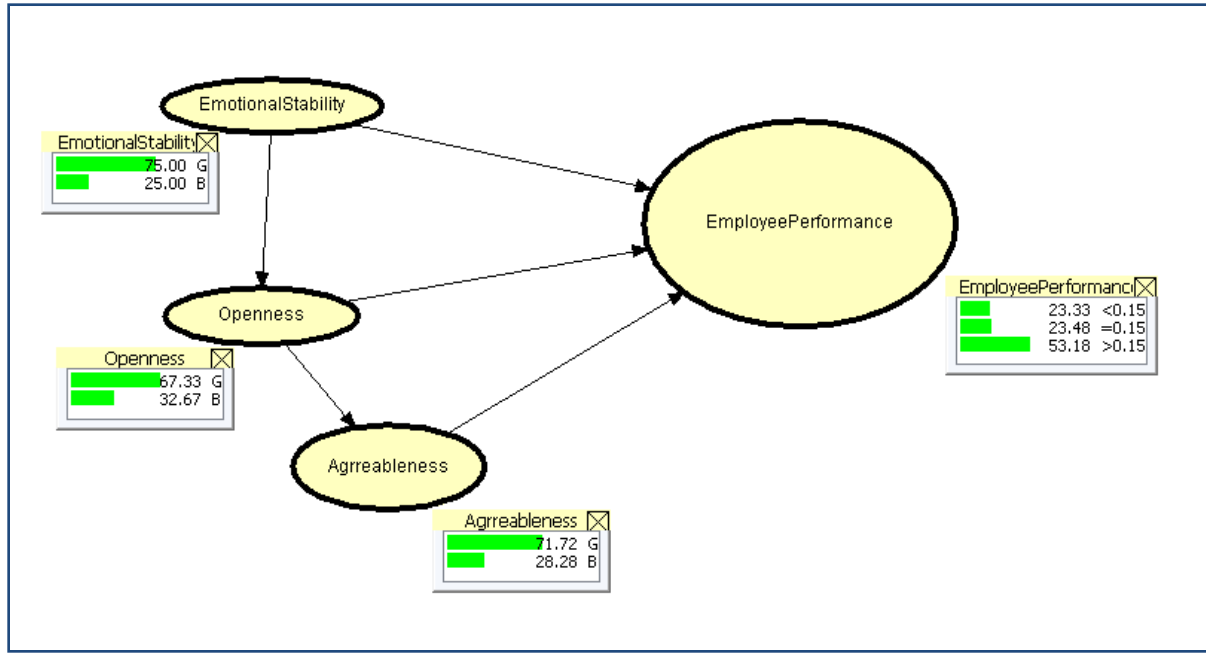 EmotionalStability
EmotionalStability
75.00 G
25.00 B
EmployeePerformance
EmployeePerformanc
23.33 <0.15
23.48 =0.15
53.18 >0.15
Openness
Openness
67.33 G
32.67 B
Agrreableness
Agrreableness
71.72 G
28.28 B